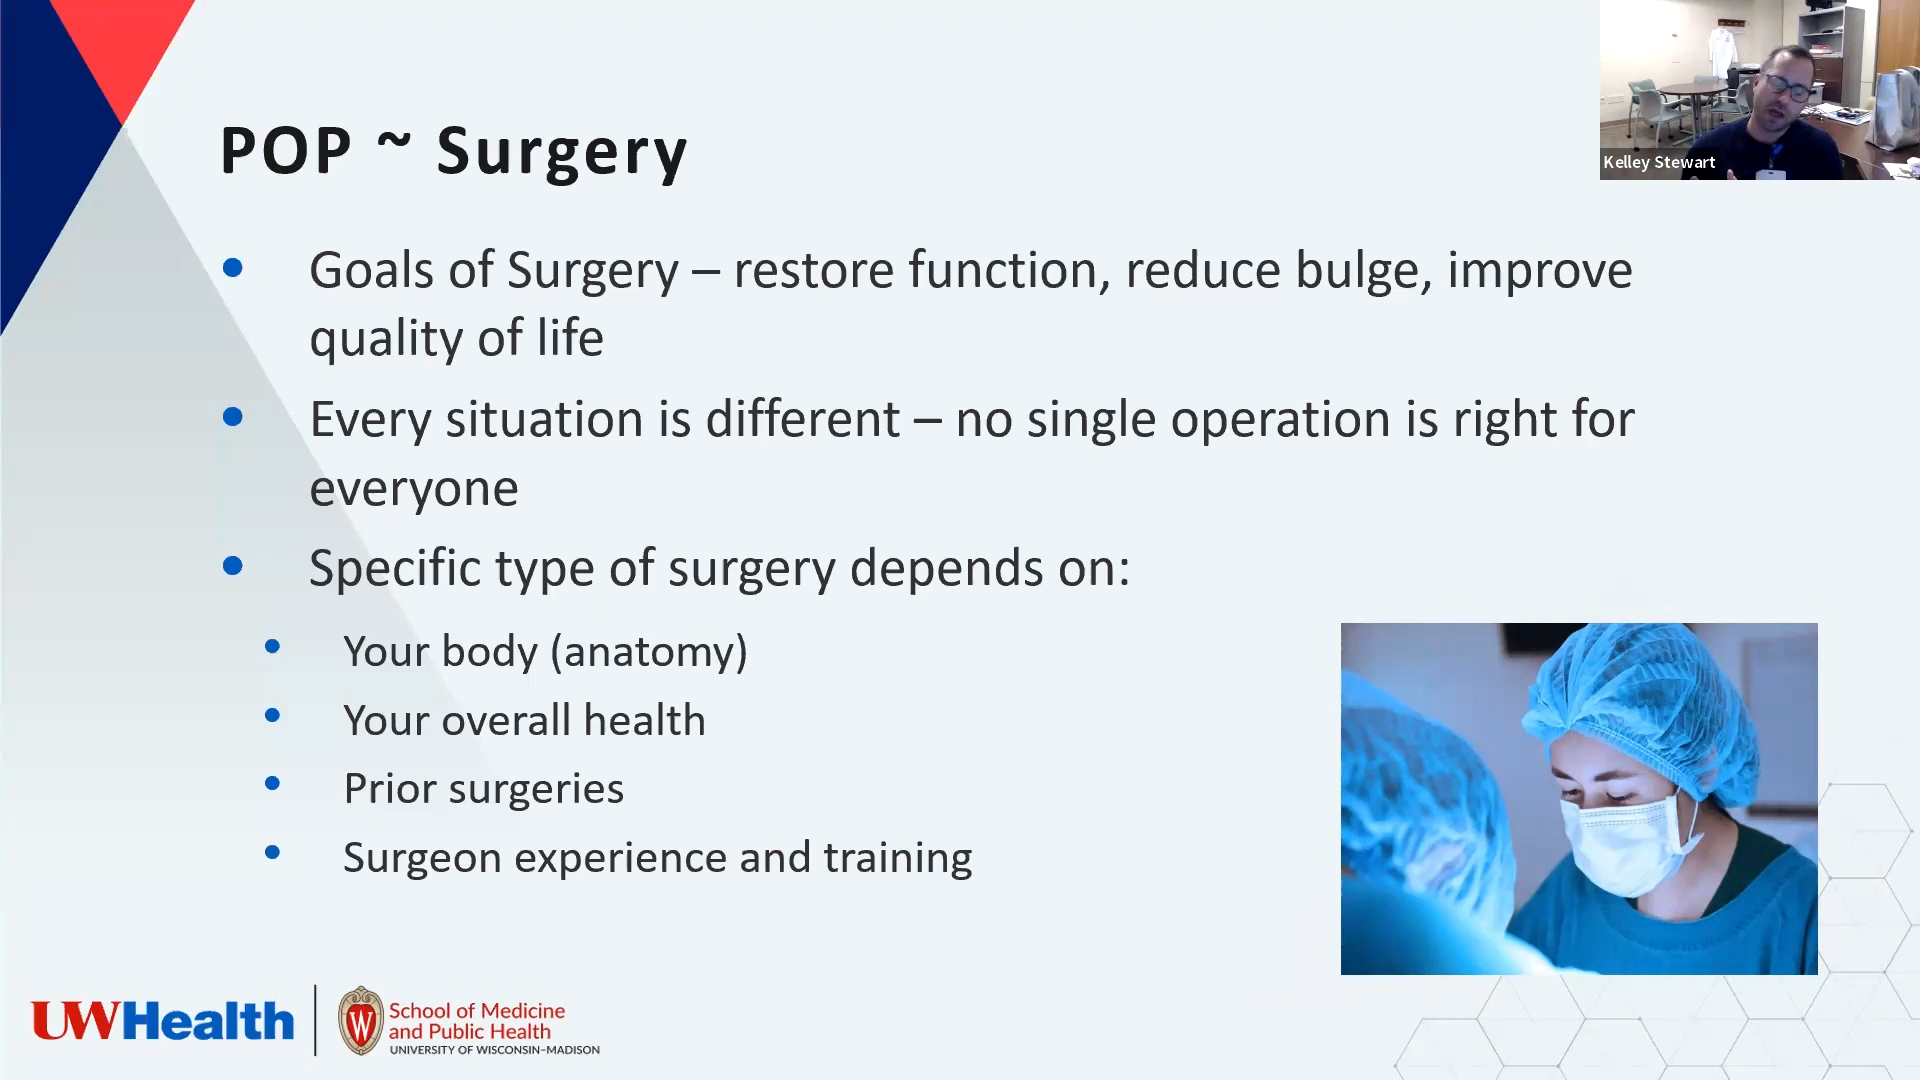 POP ~ Surgery
Kelley Stewart
• Goals of Surgery – restore function, reduce bulge, improve
quality of life
• Every situation is different – no single operation is right for
everyone
• Specific type of surgery depends on:
• Your body (anatomy)
• Your overall health
• Prior surgeries
• Surgeon experience and training
UWHealth
W
School of Medicine
and Public Health
UNIVERSITY OF WISCONSIN–MADISON